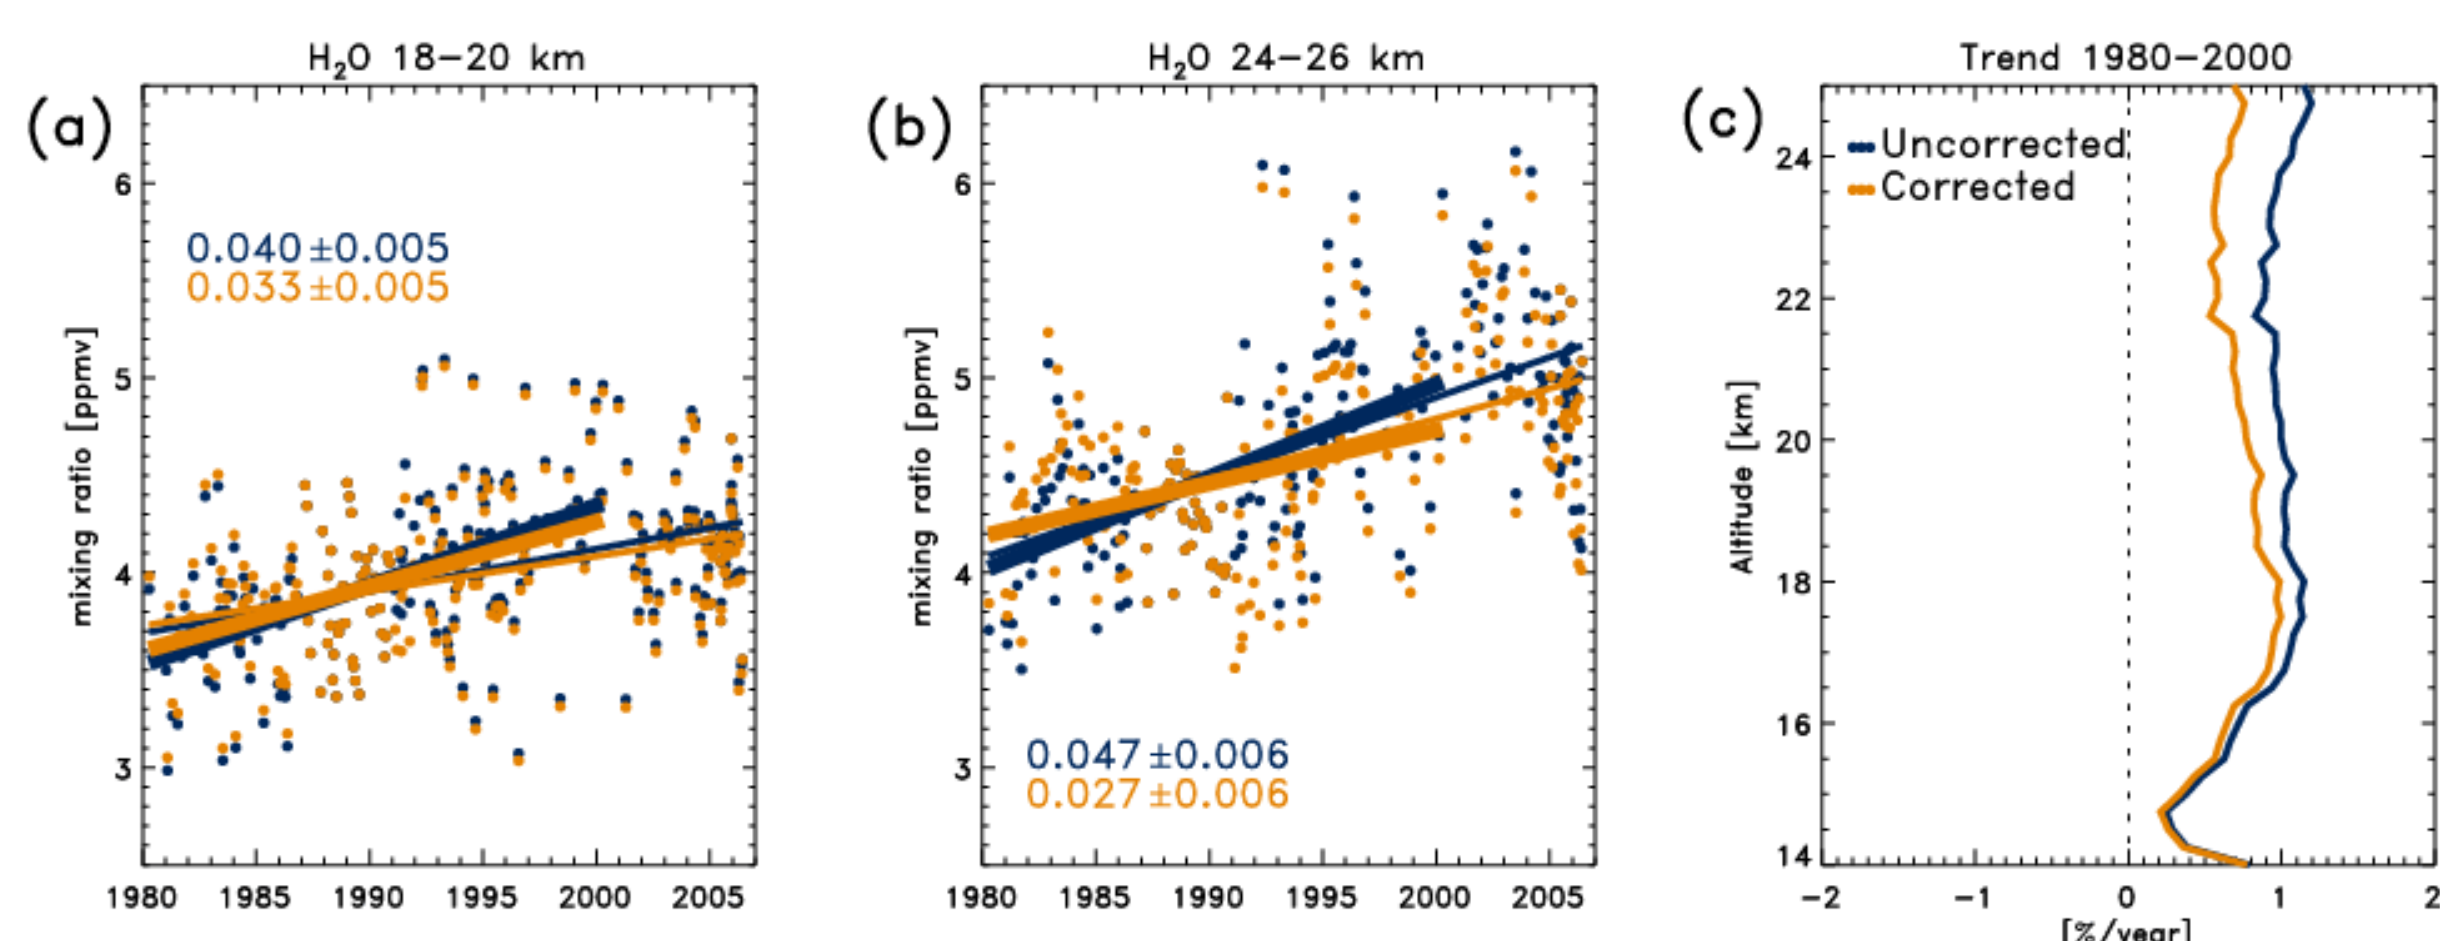 H₂O 18−20 km
(a)
6
5
4
3
0.040±0.005
0.033±0.005
mixing ratio [ppmv]
1980 1985 1990 1995 2000 2005
H₂O 24−26 km
(b)
6
5
4
3
mixing ratio [ppmv]
0.047±0.006
0.027±0.006
1980 1985 1990 1995 2000 2005
Trend 1980−2000
(c)
Uncorrected
Corrected
24
22
20
18
16
14
Altitude [km]
−2 −1 0 1 2
[%/year]